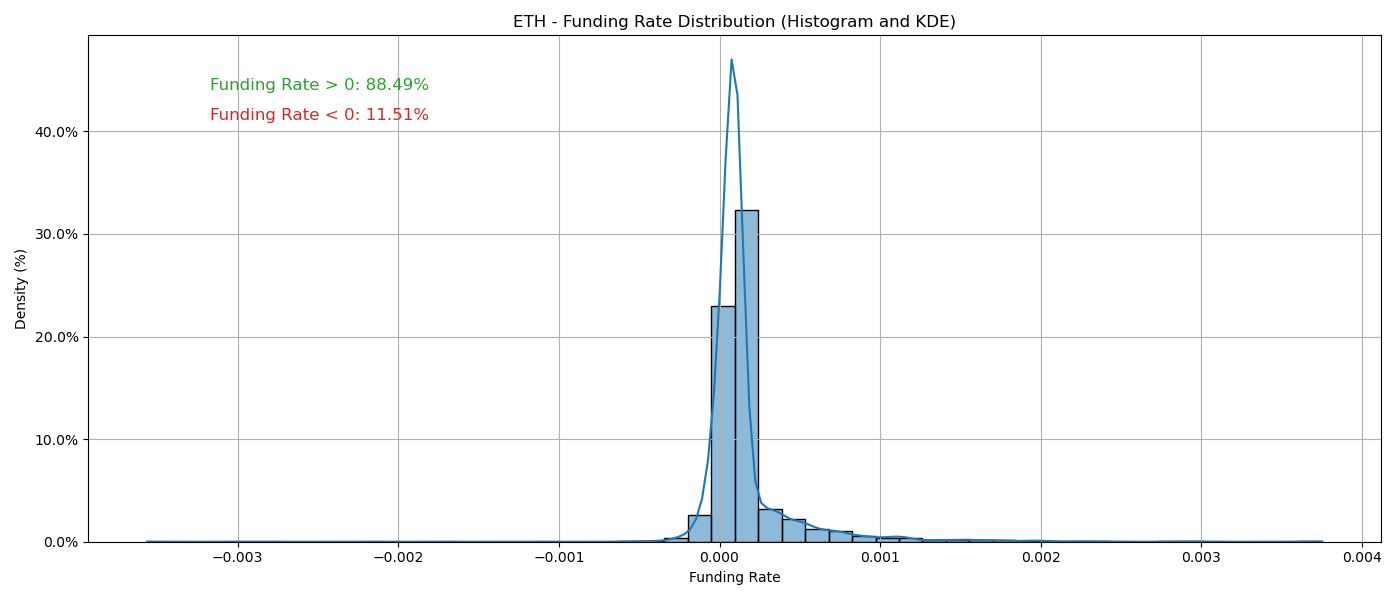 ETH - Funding Rate Distribution (Histogram and KDE)
Funding Rate > 0: 88.49%
Funding Rate < 0: 11.51%
Density (%)
40.0%
30.0%
20.0%
10.0%
0.0%
−0.003
−0.002
−0.001
0.000
0.001
0.002
0.003
0.004
Funding Rate